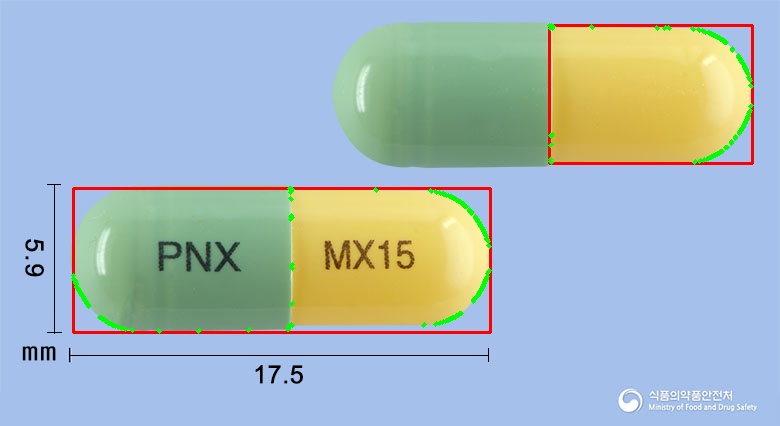 PNX MX15
5.9
mm
17.5
식품의약품안전처
Ministry of Food and Drug Safety